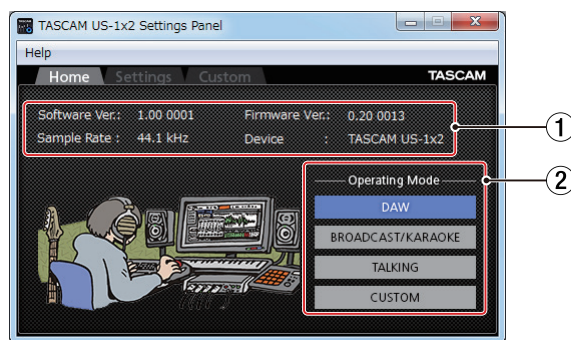 TASCAM US-1x2 Settings Panel
Help
Home Settings Custom TASCAM
Software Ver.: 1.00 0001 Firmware Ver.: 0.20 0013
Sample Rate : 44.1 kHz Device : TASCAM US-1x2
1
Operating Mode
2
DAW
BROADCAST/KARAOKE
TALKING
CUSTOM